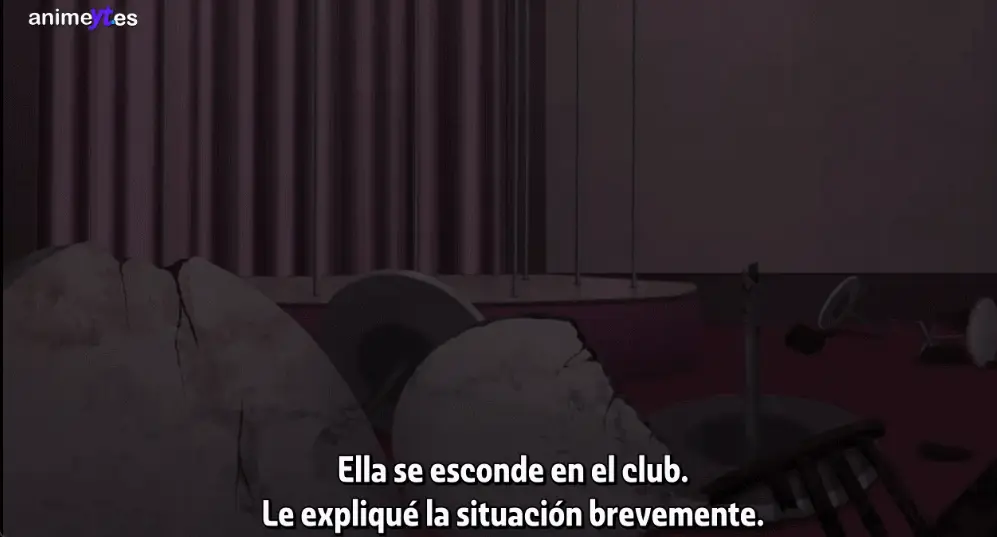 animeyt.es
Ella se esconde en el club.
Le expliqué la situación brevemente.